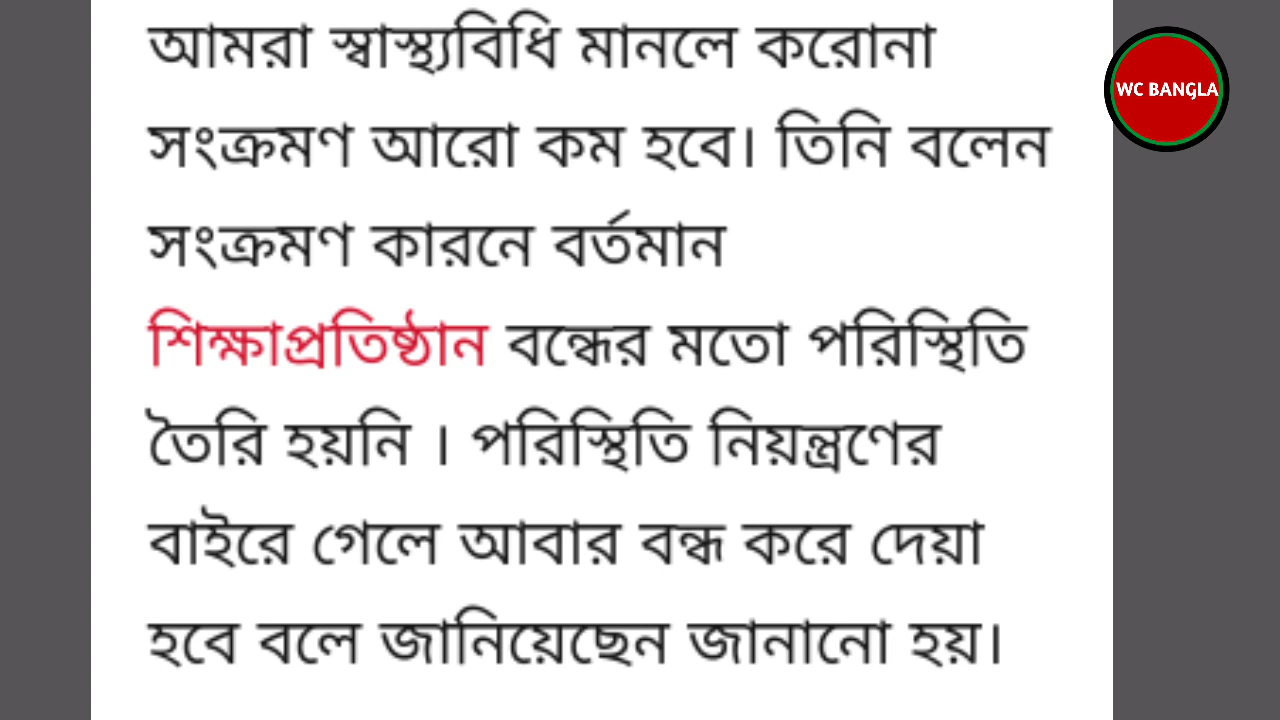 আমরা স্বাস্থ্যবিধি মানলে করোনা
সংক্রমণ আরো কম হবে। তিনি বলেন
সংক্রমণ কারনে বর্তমান
শিক্ষাপ্রতিষ্ঠান বন্ধের মতো পরিস্থিতি
তৈরি হয়নি । পরিস্থিতি নিয়ন্ত্রণের
বাইরে গেলে আবার বন্ধ করে দেয়া
হবে বলে জানিয়েছেন জানানো হয়।
WC BANGLA